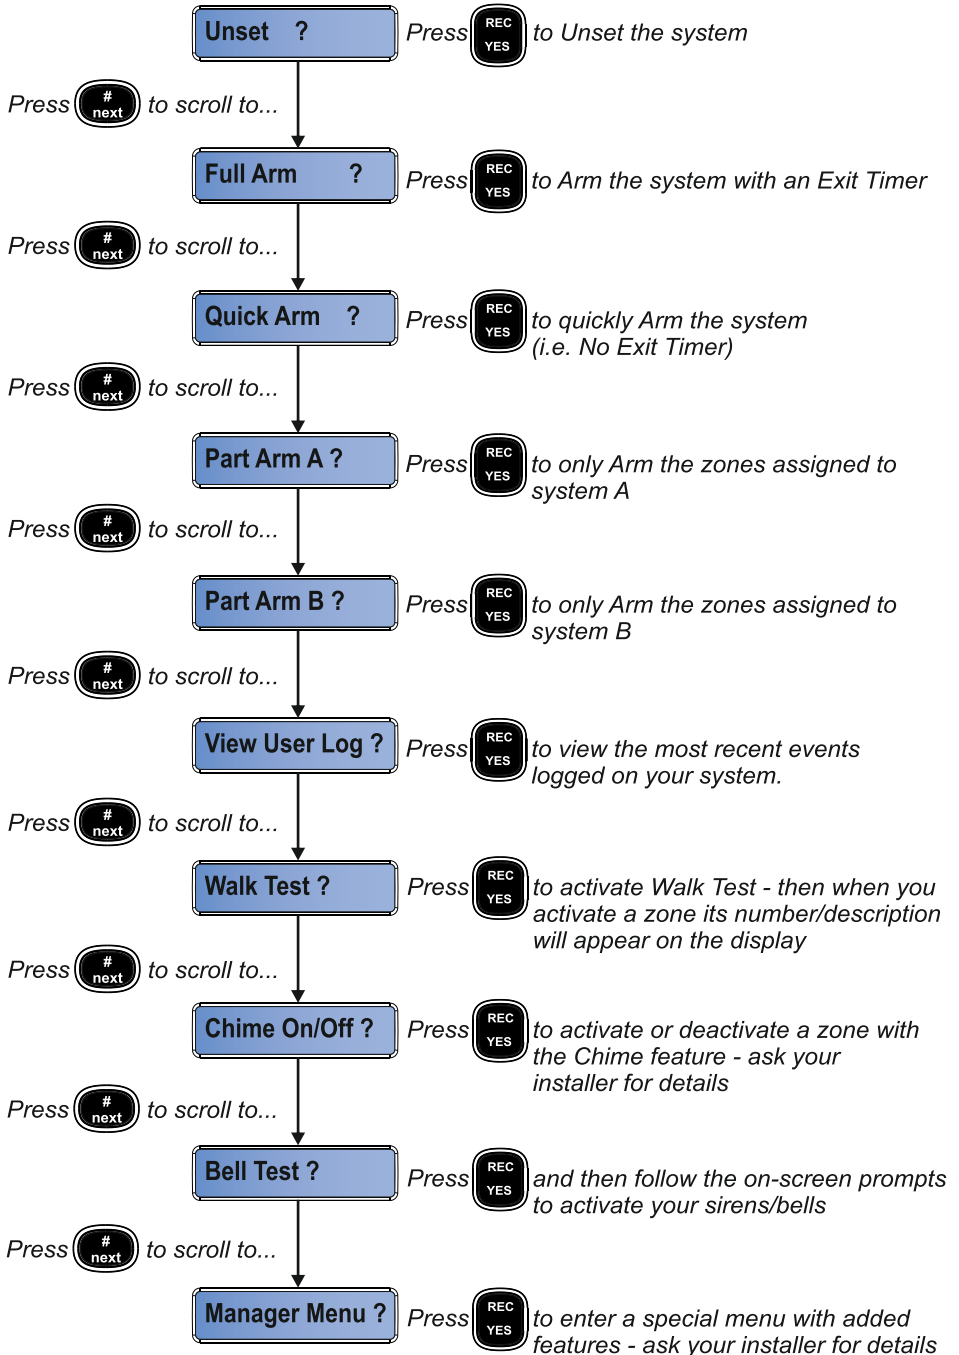 Unset ?
Press REC YES to Unset the system
Press # next to scroll to...
Full Arm ?
Press REC YES to Arm the system with an Exit Timer
Press # next to scroll to...
Quick Arm ?
Press REC YES to quickly Arm the system
(i.e. No Exit Timer)
Press # next to scroll to...
Part Arm A ?
Press REC YES to only Arm the zones assigned to
system A
Press # next to scroll to...
Part Arm B ?
Press REC YES to only Arm the zones assigned to
system B
Press # next to scroll to...
View User Log ?
Press REC YES to view the most recent events
logged on your system.
Press # next to scroll to...
Walk Test ?
Press REC YES to activate Walk Test - then when you
activate a zone its number/description
will appear on the display
Press # next to scroll to...
Chime On/Off ?
Press REC YES to activate or deactivate a zone with
the Chime feature - ask your
installer for details
Press # next to scroll to...
Bell Test ?
Press REC YES and then follow the on-screen prompts
to activate your sirens/bells
Press # next to scroll to...
Manager Menu ?
Press REC YES to enter a special menu with added
features - ask your installer for details